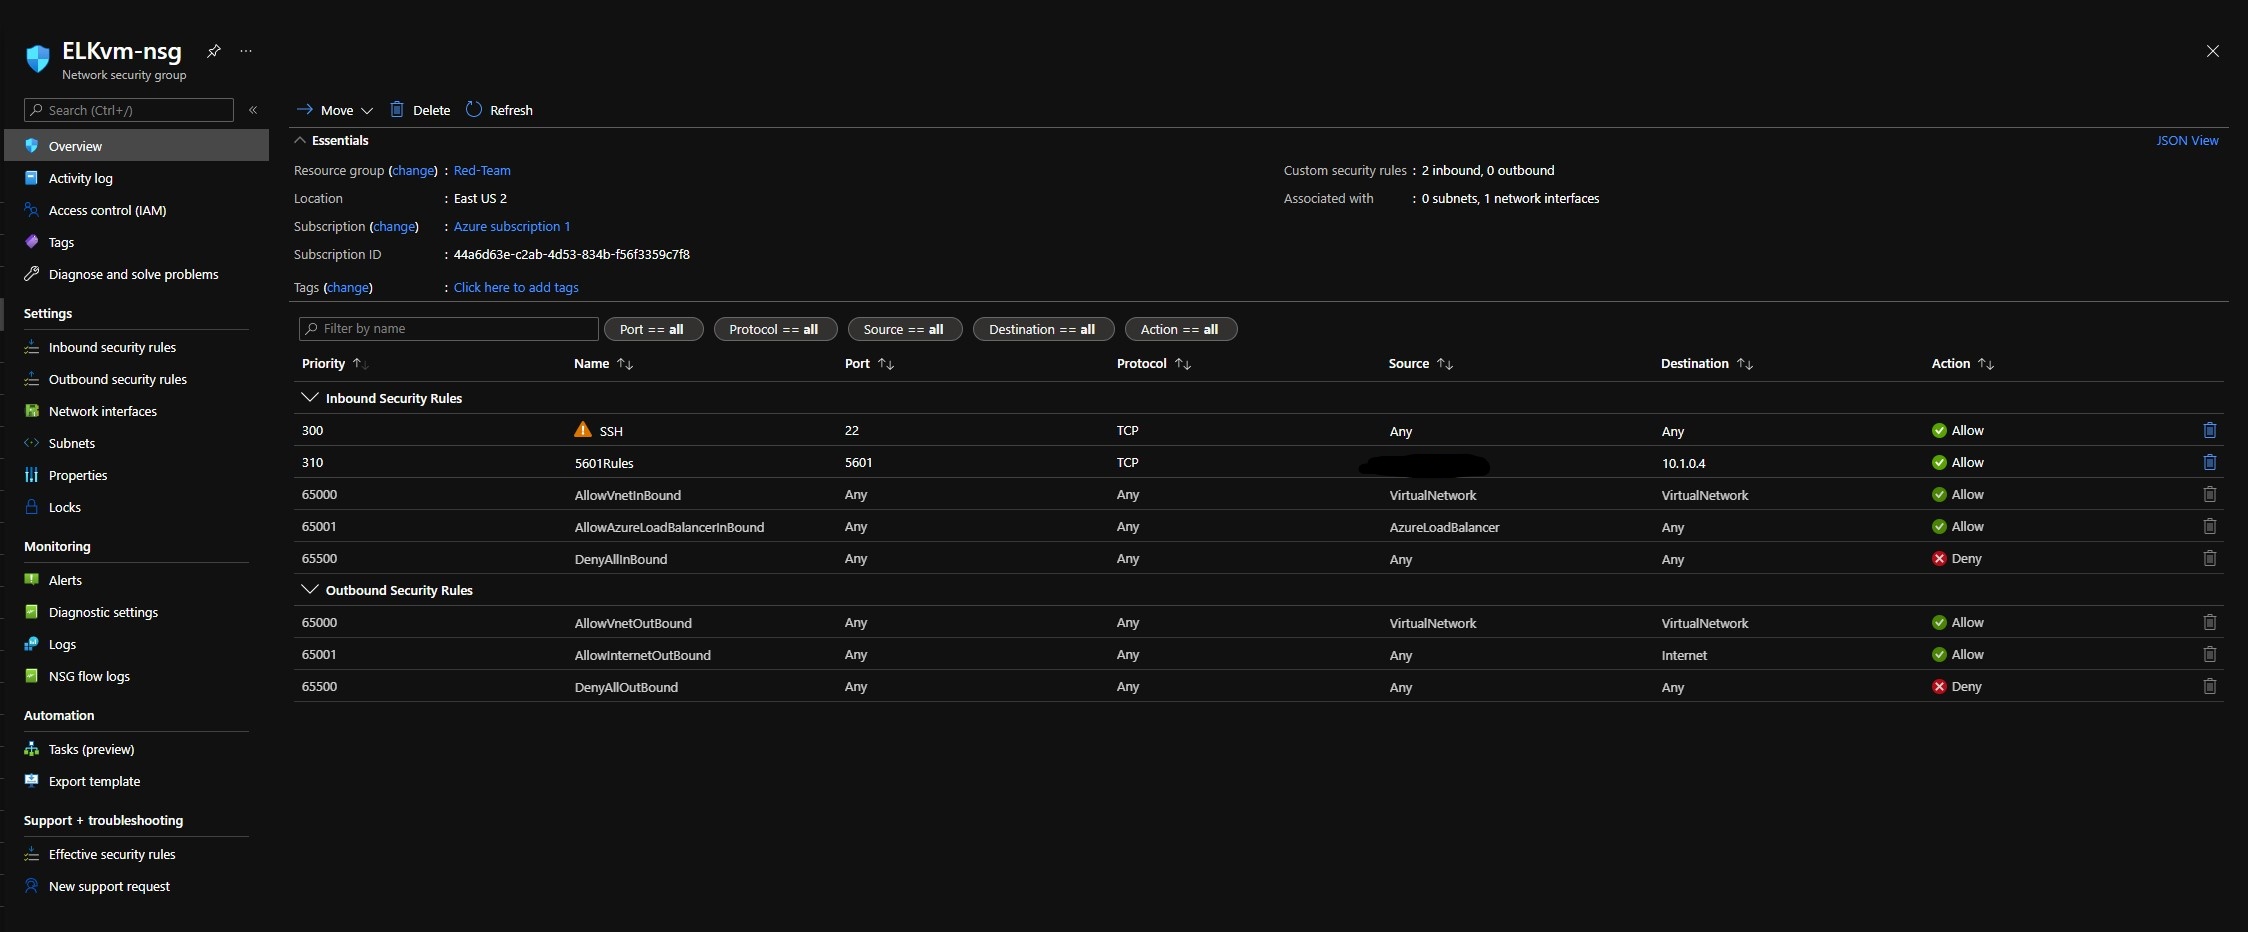 ELKvm-nsg
Network security group
Search (Ctrl+/)
«
Overview
Activity log
Access control (IAM)
Tags
Diagnose and solve problems
Settings
Inbound security rules
Outbound security rules
Network interfaces
Subnets
Properties
Locks
Monitoring
Alerts
Diagnostic settings
Logs
NSG flow logs
Automation
Tasks (preview)
Export template
Support + troubleshooting
Effective security rules
New support request
Move Delete Refresh
Essentials JSON View
Resource group (change) : Red-Team Custom security rules : 2 inbound, 0 outbound
Location : East US 2 Associated with : 0 subnets, 1 network interfaces
Subscription (change) : Azure subscription 1
Subscription ID : 44a6d63e-c2ab-4d53-834b-f56f3359c7f8
Tags (change) : Click here to add tags
Filter by name Port == all Protocol == all Source == all Destination == all Action == all
Priority Name Port Protocol Source Destination Action
Inbound Security Rules
300 SSH 22 TCP Any Any Allow
310 5601Rules 5601 TCP 10.1.0.4 Allow
65000 AllowVnetInBound Any Any VirtualNetwork VirtualNetwork Allow
65001 AllowAzureLoadBalancerInBound Any Any AzureLoadBalancer Any Allow
65500 DenyAllInBound Any Any Any Any Deny
Outbound Security Rules
65000 AllowVnetOutBound Any Any VirtualNetwork VirtualNetwork Allow
65001 AllowInternetOutBound Any Any Any Internet Allow
65500 DenyAllOutBound Any Any Any Any Deny